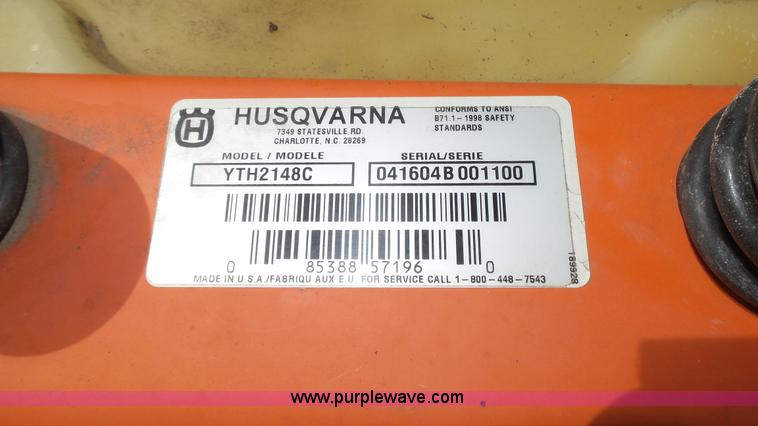 HUSQVARNA
7349 STATESVILLE RD.
CHARLOTTE, N.C. 28269
CONFORMS TO ANSI
B71.1-1998 SAFETY
STANDARDS
MODEL / MODELE
SERIAL/SERIE
YTH2148C
041604B 001100
0 85388 57196 0
MADE IN U.S.A./FABRIQU AUX E.U. FOR SERVICE CALL 1-800-448-7543
189928
www.purplewave.com